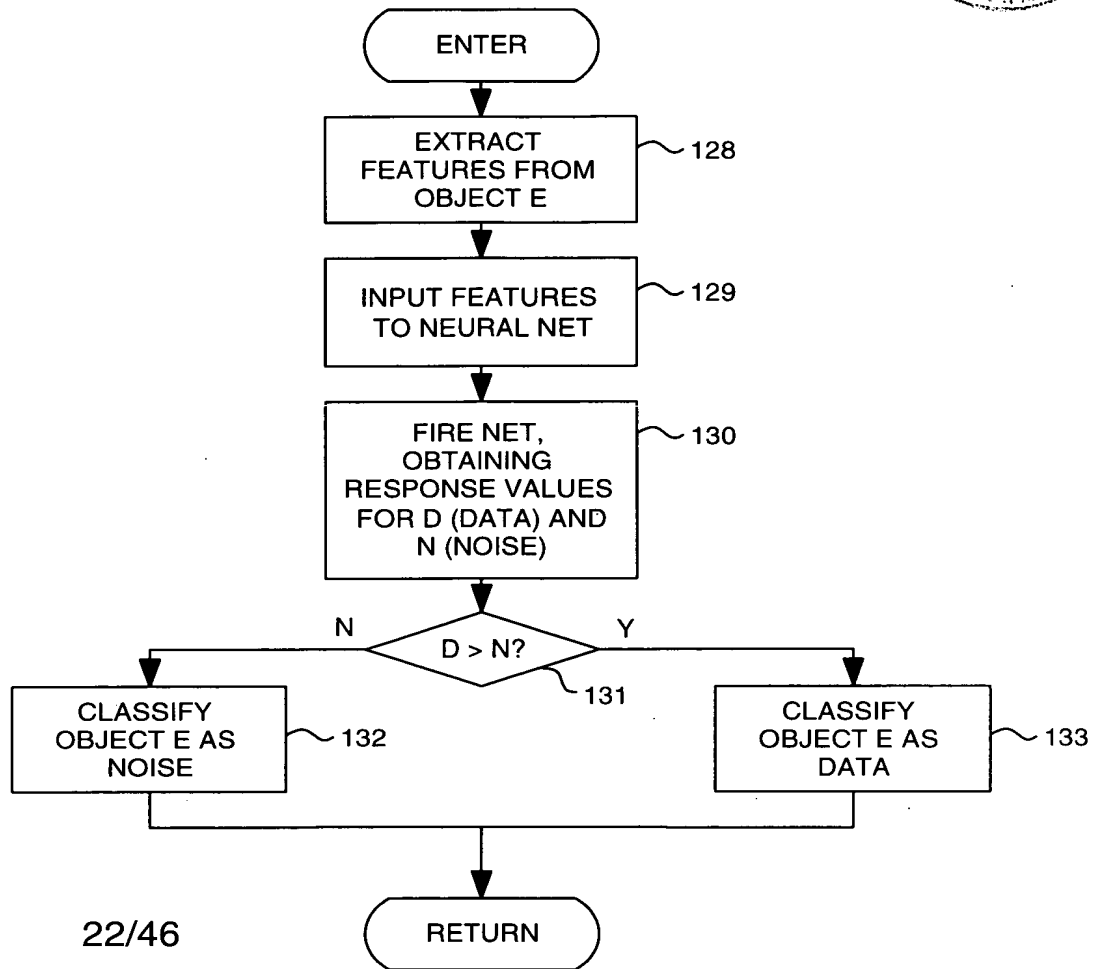 ENTER
EXTRACT
FEATURES FROM
OBJECT E
128
INPUT FEATURES
TO NEURAL NET
129
FIRE NET,
OBTAINING
RESPONSE VALUES
FOR D (DATA) AND
N (NOISE)
130
N
D > N?
Y
131
CLASSIFY
OBJECT E AS
NOISE
132
CLASSIFY
OBJECT E AS
DATA
133
RETURN
22/46